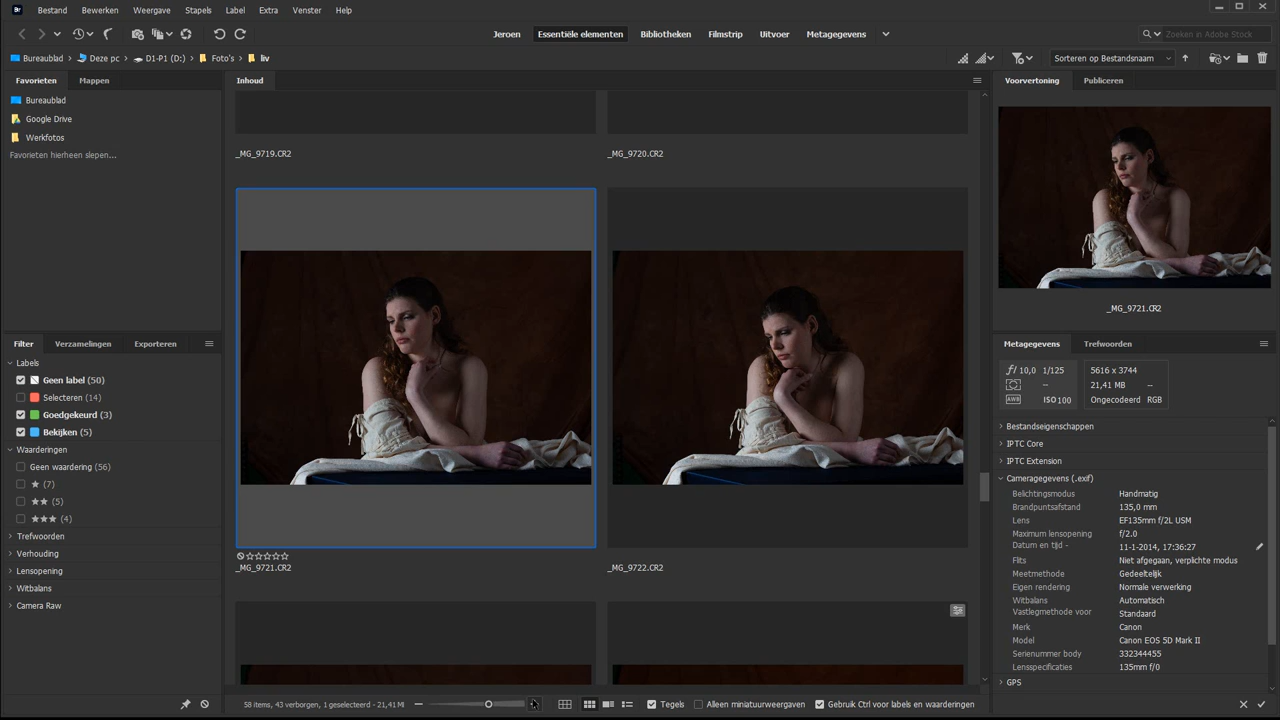 Br Bestand Bewerken Weergave Stapels Label Extra Venster Help
Jeroen Essentiële elementen Bibliotheken Filmstrip Uitvoer Metagegevens Zoeken in Adobe Stock
Bureaublad Deze pc D1-P1 (D:) Foto's liv Sorteren op Bestandsnaam
Favorieten Mappen
Bureaublad
Google Drive
Werkfotos
Favorieten hierheen slepen...
Filter Verzamelingen Exporteren
Labels
Geen label (50)
Selecteren (14)
Goedgekeurd (3)
Bekijken (5)
Waarderingen
Geen waardering (56)
★ (7)
★★ (5)
★★★ (4)
Trefwoorden
Verhouding
Lensopening
Witbalans
Camera Raw
Inhoud
_MG_9719.CR2 _MG_9720.CR2
_MG_9721.CR2 _MG_9722.CR2
58 items, 43 verborgen, 1 geselecteerd - 21,41 M
Tegels Alleen miniatuurweergaven Gebruik Ctrl voor labels en waarderingen
Voorvertoning Publiceren
_MG_9721.CR2
Metagegevens Trefwoorden
f/ 10,0 1/125 5616 x 3744
-- 21,41 MB --
AWB ISO100 Ongecodeerd RGB
Bestandseigenschappen
IPTC Core
IPTC Extension
Cameragegevens (.exif)
Belichtingsmodus Handmatig
Brandpuntsafstand 135,0 mm
Lens EF135mm f/2L USM
Maximum lensopening f/2.0
Datum en tijd - 11-1-2014, 17:36:27
Flits Niet afgegaan, verplichte modus
Meetmethode Gedeeltelijk
Eigen rendering Normale verwerking
Witbalans Automatisch
Vastlegmethode voor Standaard
Merk Canon
Model Canon EOS 5D Mark II
Serienummer body 332344455
Lensspecificaties 135mm f/0
GPS